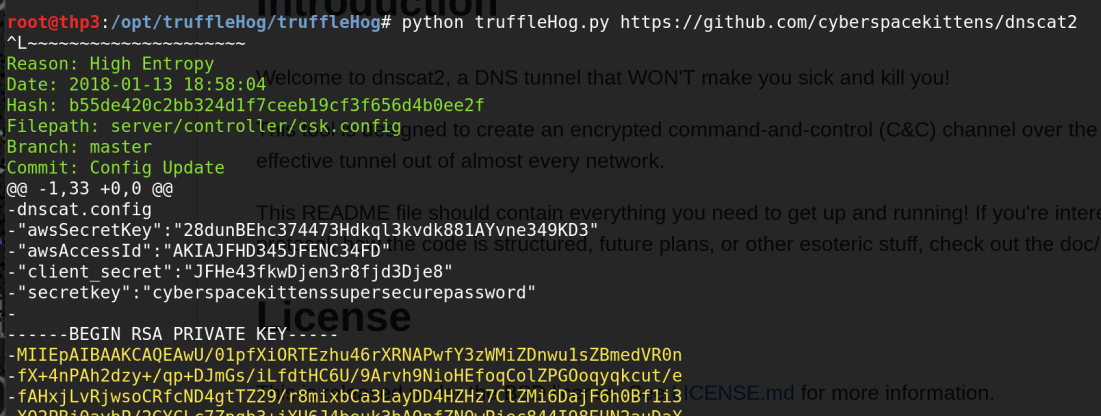 Introduction
root@thp3:/opt/truffleHog/truffleHog# python truffleHog.py https://github.com/cyberspacekittens/dnscat2
^L~~~~~~~~~~~~~~~~~~~~~
Reason: High Entropy
Welcome to dnscat2, a DNS tunnel that WON'T make you sick and kill you!
Date: 2018-01-13 18:58:04
Hash: b55de420c2bb324d1f7ceeb19cf3f656d4b0ee2f
Filepath: server/controller/csk.config
This tool is designed to create an encrypted command-and-control (C&C) channel over the
Branch: master
effective tunnel out of almost every network.
Commit: Config Update
@@ -1,33 +0,0 @@
-dnscat.config
This README file should contain everything you need to get up and running! If you're intere
-"awsSecretKey":"28dunBEhc374473Hdkql3kvdk881AYvne349KD3"
-"awsAccessId":"AKIAJFHD345JFENC34FD"
the code is structured, future plans, or other esoteric stuff, check out the doc/
-"client_secret":"JFHe43fkwDjen3r8fjd3Dje8"
-"secretkey":"cyberspacekittenssupersecurepassword"
-
License
------BEGIN RSA PRIVATE KEY-----
-MIIEpAIBAAKCAQEAwU/01pfXiORTEzhu46rXRNAPwfY3zWMiZDnwu1sZBmedVR0n
-fX+4nPAh2dzy+/qp+DJmGs/iLfdtHC6U/9Arvh9NioHEfoqColZPGOoqyqkcut/e
-fAHxjLvRjwsoCRfcND4gtTZ29/r8mixbCa3LayDD4HZHz7ClZMi6DajF6h0Bfli3
LICENSE.md for more information.